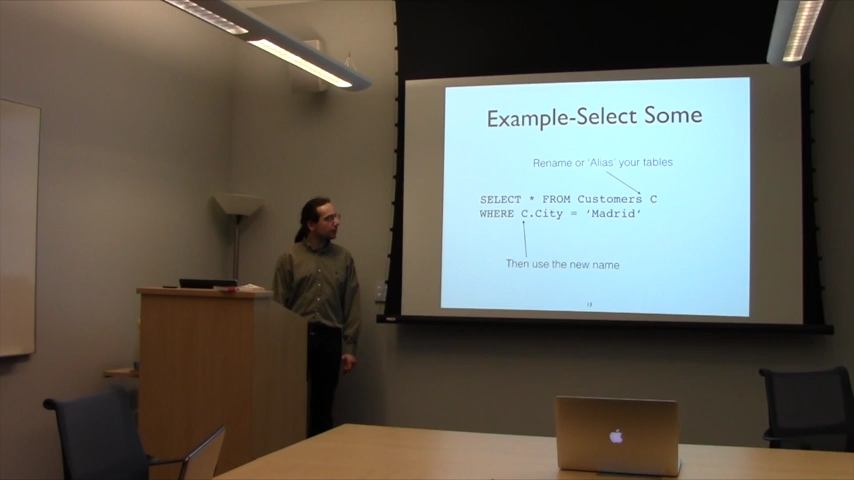 Example-Select Some
Rename or 'Alias' your tables
SELECT * FROM Customers C
WHERE C.City = 'Madrid'
Then use the new name